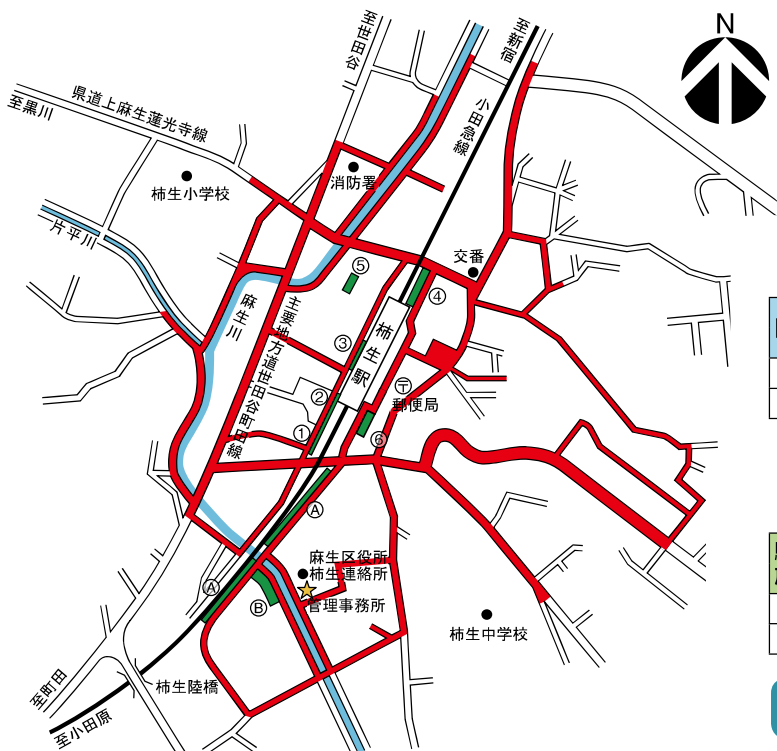 N
至世田谷
至新宿
小田急線
県道上麻生蓮光寺線
至黒川
消防署
柿生小学校
片平川
交番
⑤
④
麻生川
主要地方道世田谷町田線
柿生駅
③
②
①
〒
郵便局
⑥
Ⓐ
麻生区役所
柿生連絡所
管理事務所
Ⓐ
Ⓑ
柿生中学校
柿生陸橋
至町田
至小田原